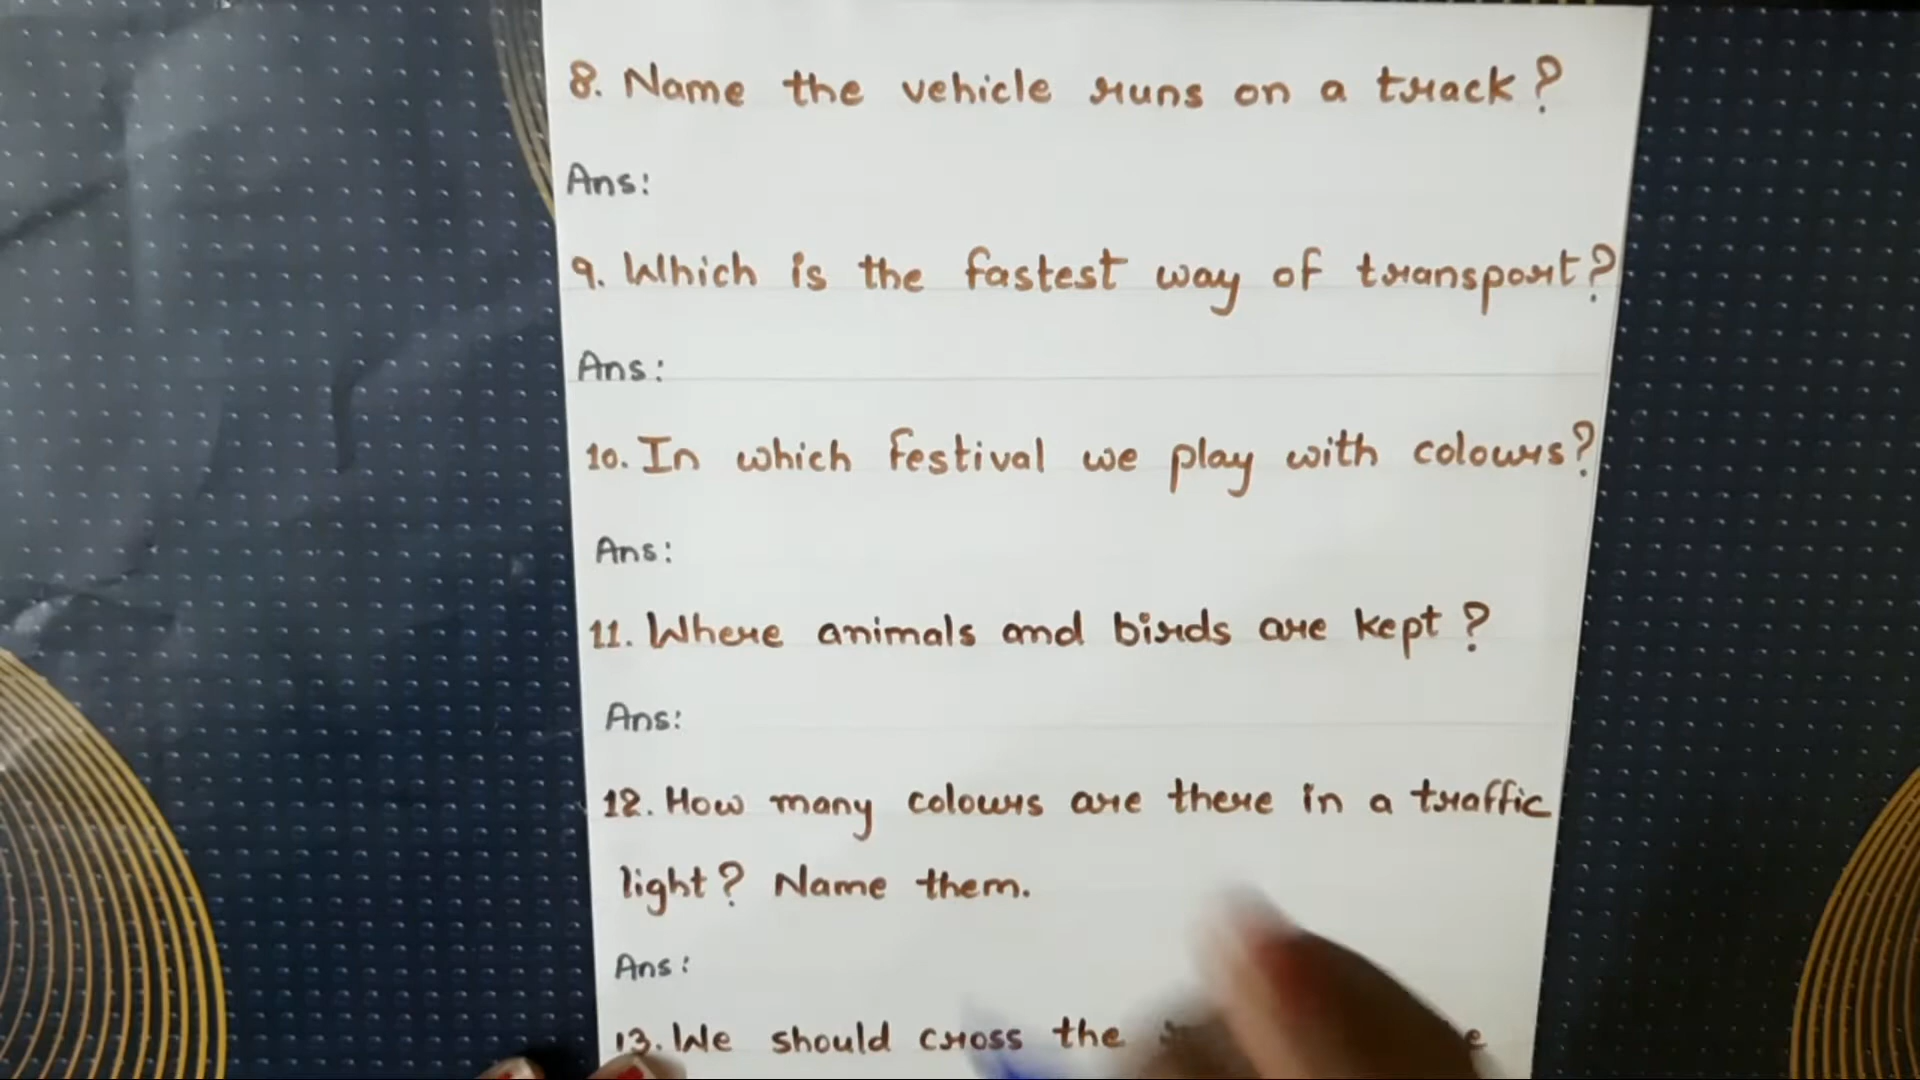 8. Name the vehicle runs on a track?
Ans:
9. Which is the fastest way of transport?
Ans:
10. In which festival we play with colours?
Ans:
11. Where animals and birds are kept?
Ans:
12. How many colours are there in a traffic
light? Name them.
Ans:
13. We should cross the